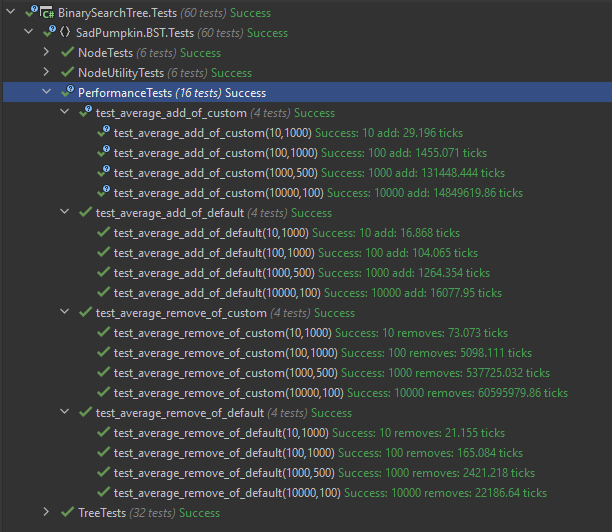 C# BinarySearchTree.Tests (60 tests) Success
{} SadPumpkin.BST.Tests (60 tests) Success
NodeTests (6 tests) Success
NodeUtilityTests (6 tests) Success
PerformanceTests (16 tests) Success
test_average_add_of_custom (4 tests) Success
test_average_add_of_custom(10,1000) Success: 10 add: 29.196 ticks
test_average_add_of_custom(100,1000) Success: 100 add: 1455.071 ticks
test_average_add_of_custom(1000,500) Success: 1000 add: 131448.444 ticks
test_average_add_of_custom(10000,100) Success: 10000 add: 14849619.86 ticks
test_average_add_of_default (4 tests) Success
test_average_add_of_default(10,1000) Success: 10 add: 16.868 ticks
test_average_add_of_default(100,1000) Success: 100 add: 104.065 ticks
test_average_add_of_default(1000,500) Success: 1000 add: 1264.354 ticks
test_average_add_of_default(10000,100) Success: 10000 add: 16077.95 ticks
test_average_remove_of_custom (4 tests) Success
test_average_remove_of_custom(10,1000) Success: 10 removes: 73.073 ticks
test_average_remove_of_custom(100,1000) Success: 100 removes: 5098.111 ticks
test_average_remove_of_custom(1000,500) Success: 1000 removes: 537725.032 ticks
test_average_remove_of_custom(10000,100) Success: 10000 removes: 60595979.86 ticks
test_average_remove_of_default (4 tests) Success
test_average_remove_of_default(10,1000) Success: 10 removes: 21.155 ticks
test_average_remove_of_default(100,1000) Success: 100 removes: 165.084 ticks
test_average_remove_of_default(1000,500) Success: 1000 removes: 2421.218 ticks
test_average_remove_of_default(10000,100) Success: 10000 removes: 22186.64 ticks
TreeTests (32 tests) Success